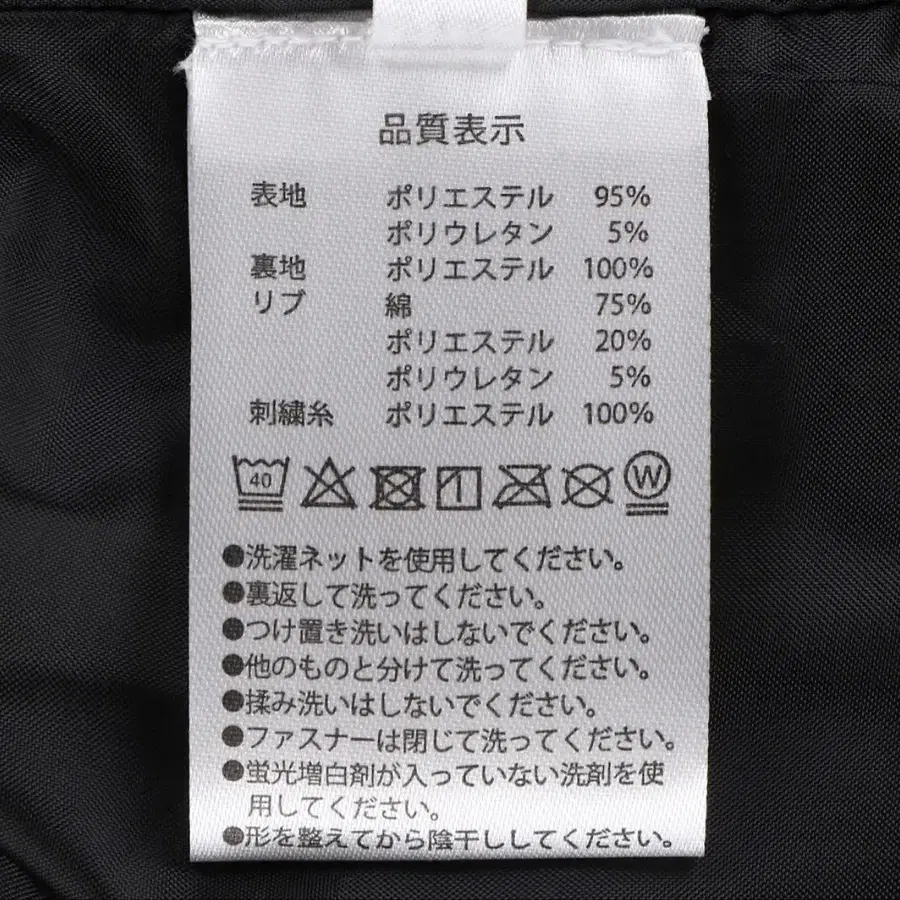 品質表示
表地 ポリエステル 95%
ポリウレタン 5%
裏地 ポリエステル 100%
リブ 綿 75%
ポリエステル 20%
ポリウレタン 5%
刺繍糸 ポリエステル 100%
40 W
●洗濯ネットを使用してください。
●裏返して洗ってください。
●つけ置き洗いはしないでください。
●他のものと分けて洗ってください。
●揉み洗いはしないでください。
●ファスナーは閉じて洗ってください。
●蛍光増白剤が入っていない洗剤を使
用してください。
●形を整えてから陰干ししてください。